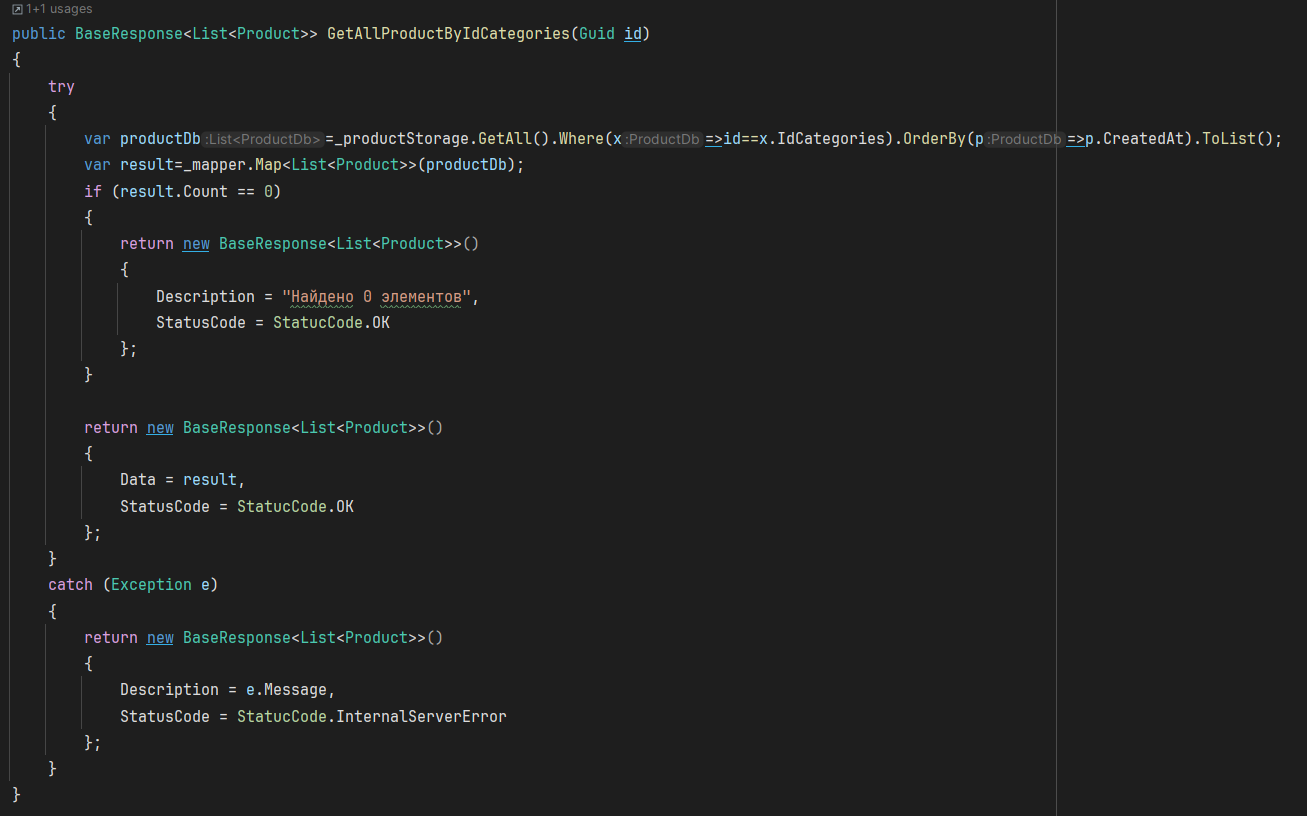 1+1 usages
public BaseResponse<List<Product>> GetAllProductByIdCategories(Guid id)
{
    try
    {
        var productDb :List<ProductDb> =_productStorage.GetAll().Where(x :ProductDb =>id==x.IdCategories).OrderBy(p :ProductDb =>p.CreatedAt).ToList();
        var result=_mapper.Map<List<Product>>(productDb);
        if (result.Count == 0)
        {
            return new BaseResponse<List<Product>>()
            {
                Description = "Найдено 0 элементов",
                StatusCode = StatucCode.OK
            };
        }

        return new BaseResponse<List<Product>>()
        {
            Data = result,
            StatusCode = StatucCode.OK
        };
    }
    catch (Exception e)
    {
        return new BaseResponse<List<Product>>()
        {
            Description = e.Message,
            StatusCode = StatucCode.InternalServerError
        };
    }
}